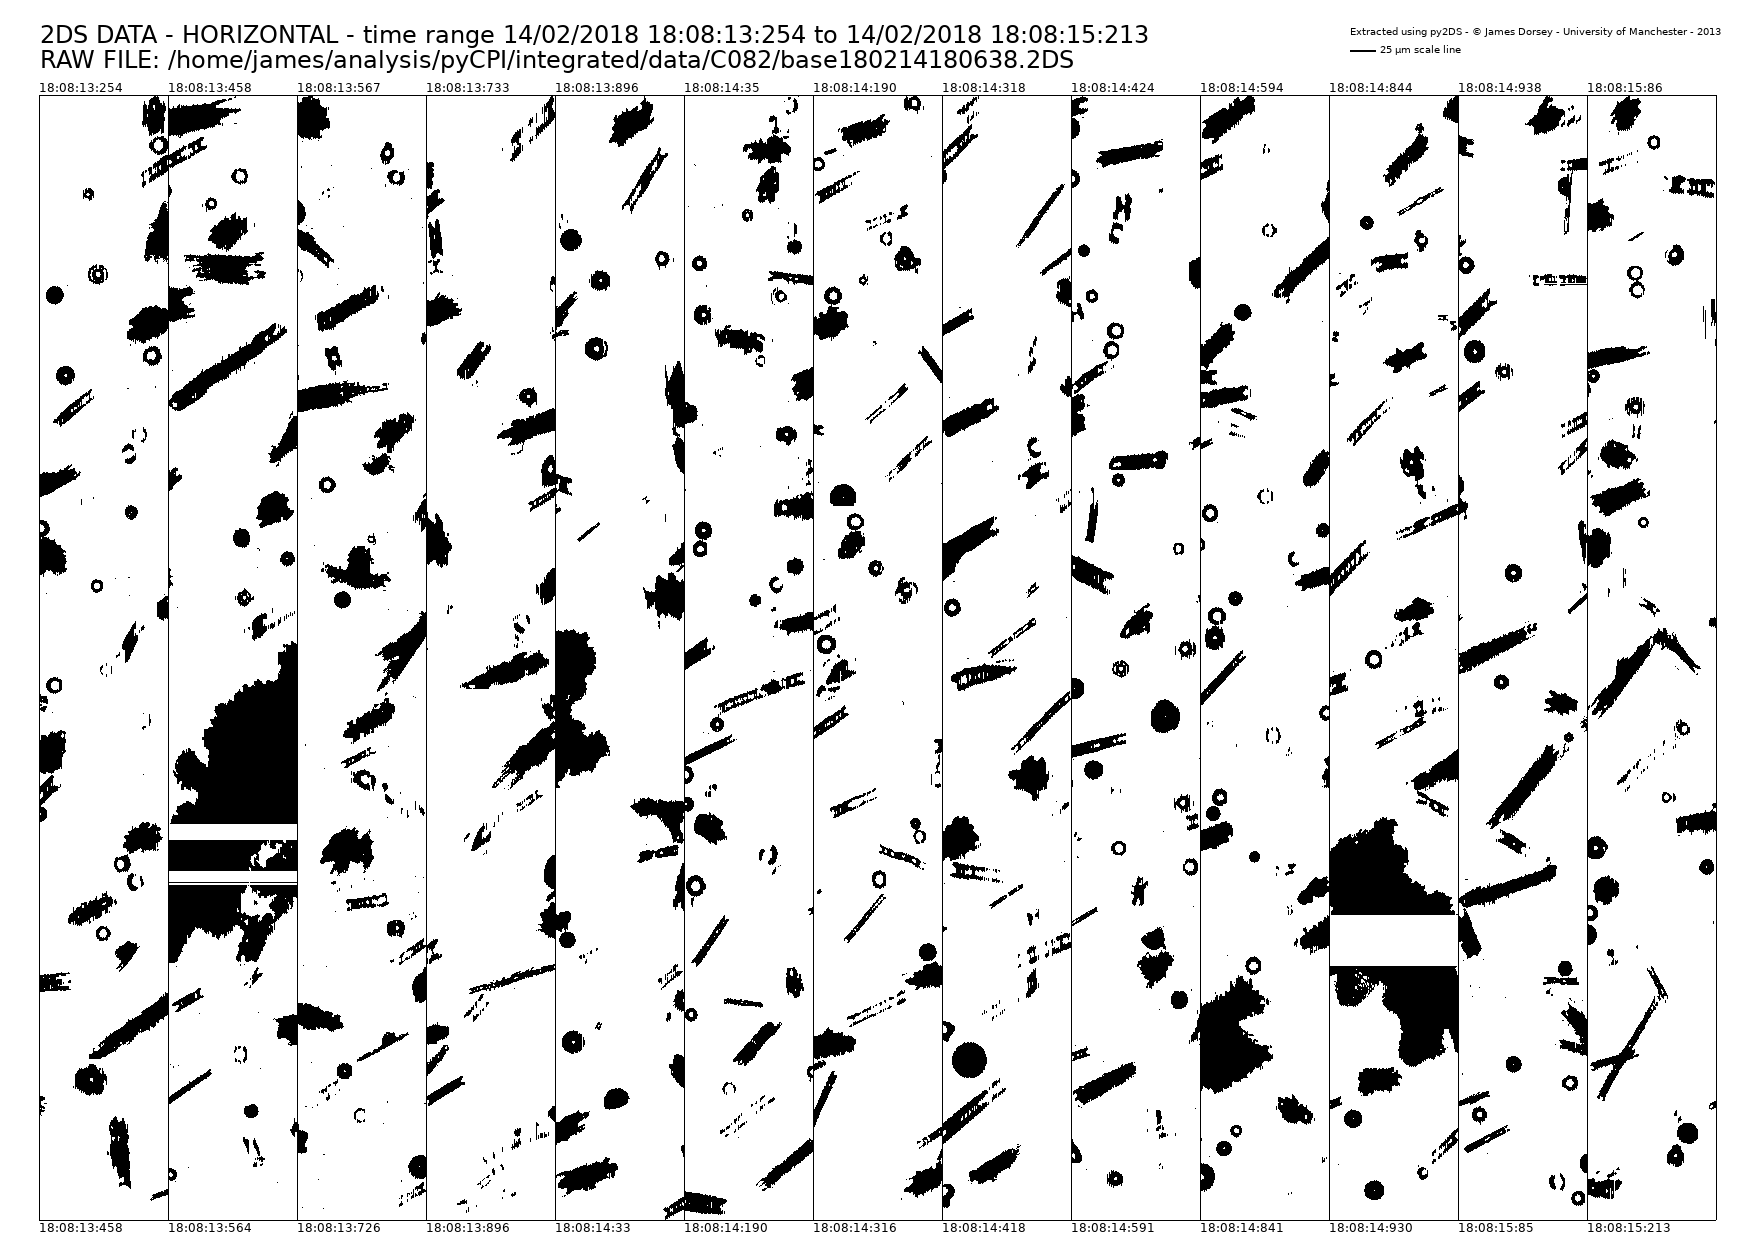 2DS DATA - HORIZONTAL - time range 14/02/2018 18:08:13:254 to 14/02/2018 18:08:15:213
RAW FILE: /home/james/analysis/pyCPI/integrated/data/C082/base180214180638.2DS
Extracted using py2DS - © James Dorsey - University of Manchester - 2013
25 µm scale line
18:08:13:254 18:08:13:458 18:08:13:567 18:08:13:733 18:08:13:896 18:08:14:35 18:08:14:190 18:08:14:318 18:08:14:424 18:08:14:594 18:08:14:844 18:08:14:938 18:08:15:86
18:08:13:458 18:08:13:564 18:08:13:726 18:08:13:896 18:08:14:33 18:08:14:190 18:08:14:316 18:08:14:418 18:08:14:591 18:08:14:841 18:08:14:930 18:08:15:85 18:08:15:213